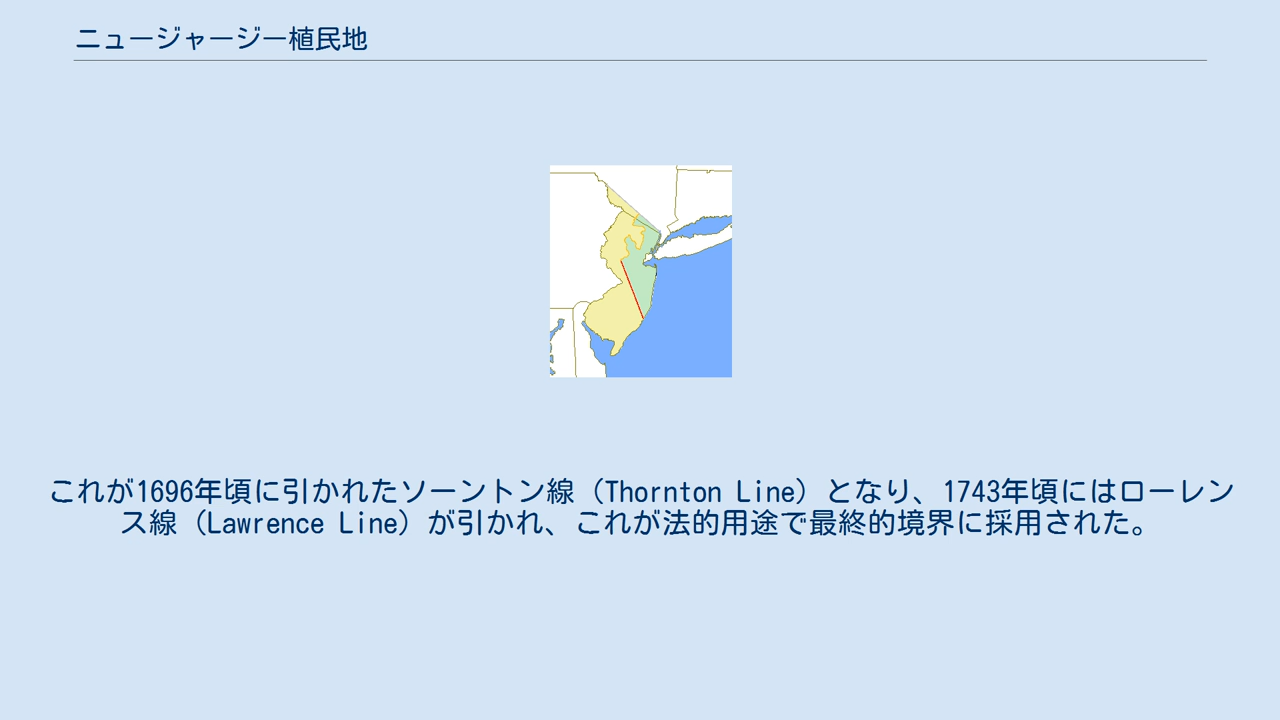 ニュージャージー植民地
これが1696年頃に引かれたソーントン線（Thornton Line）となり、1743年頃にはローレン
ス線（Lawrence Line）が引かれ、これが法的用途で最終的境界に採用された。